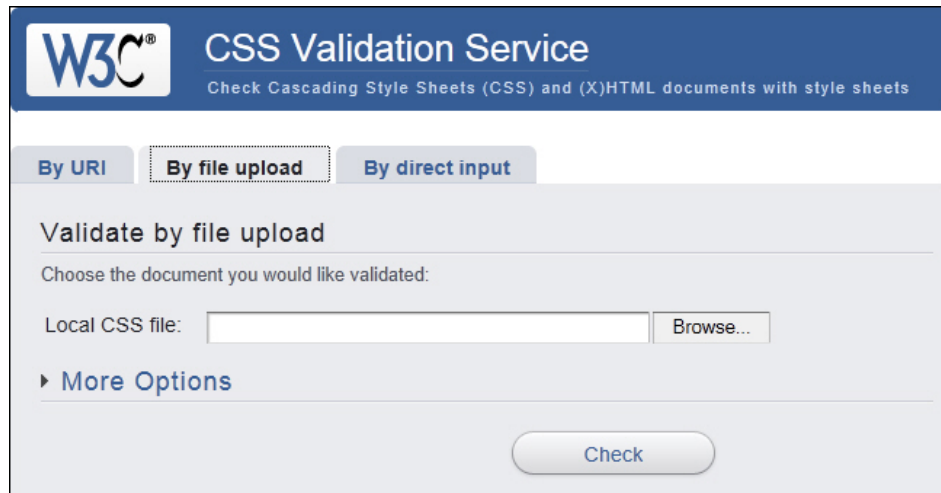 W3C®
CSS Validation Service
Check Cascading Style Sheets (CSS) and (X)HTML documents with style sheets
By URI By file upload By direct input
Validate by file upload
Choose the document you would like validated:
Local CSS file: Browse...
More Options
Check